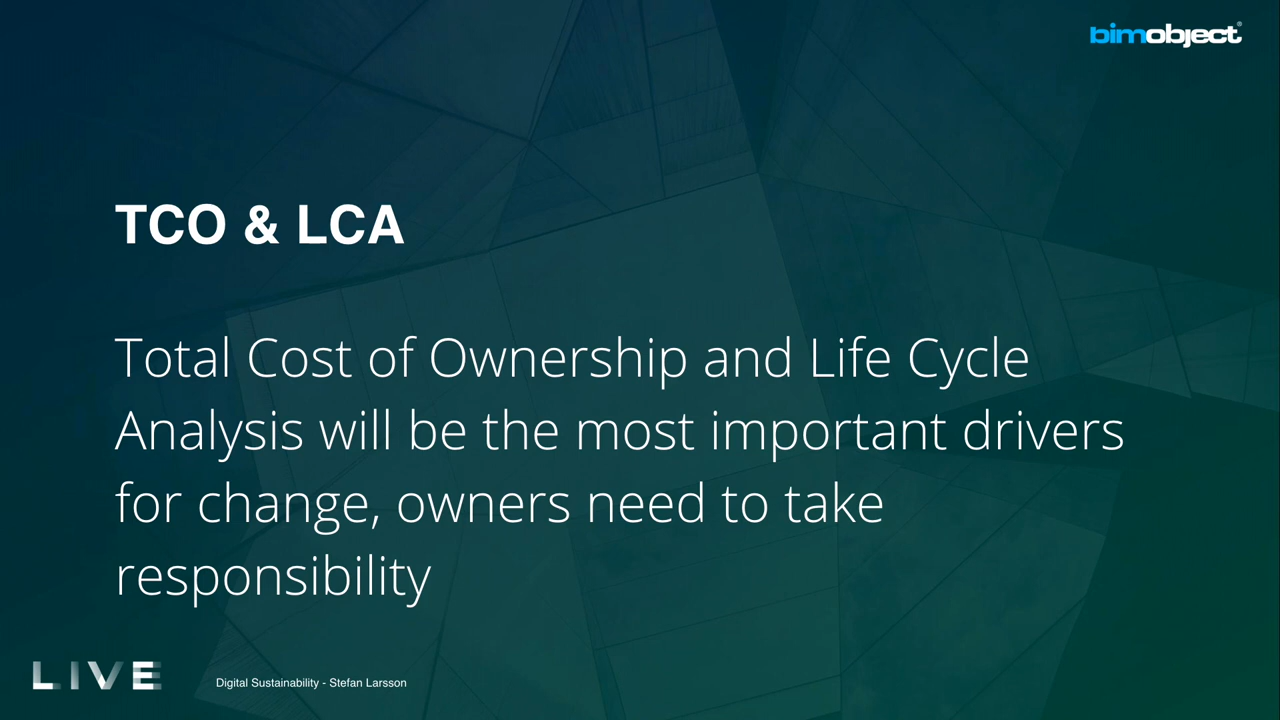 bimobject®
TCO & LCA
Total Cost of Ownership and Life Cycle
Analysis will be the most important drivers
for change, owners need to take
responsibility
LIVE
Digital Sustainability - Stefan Larsson